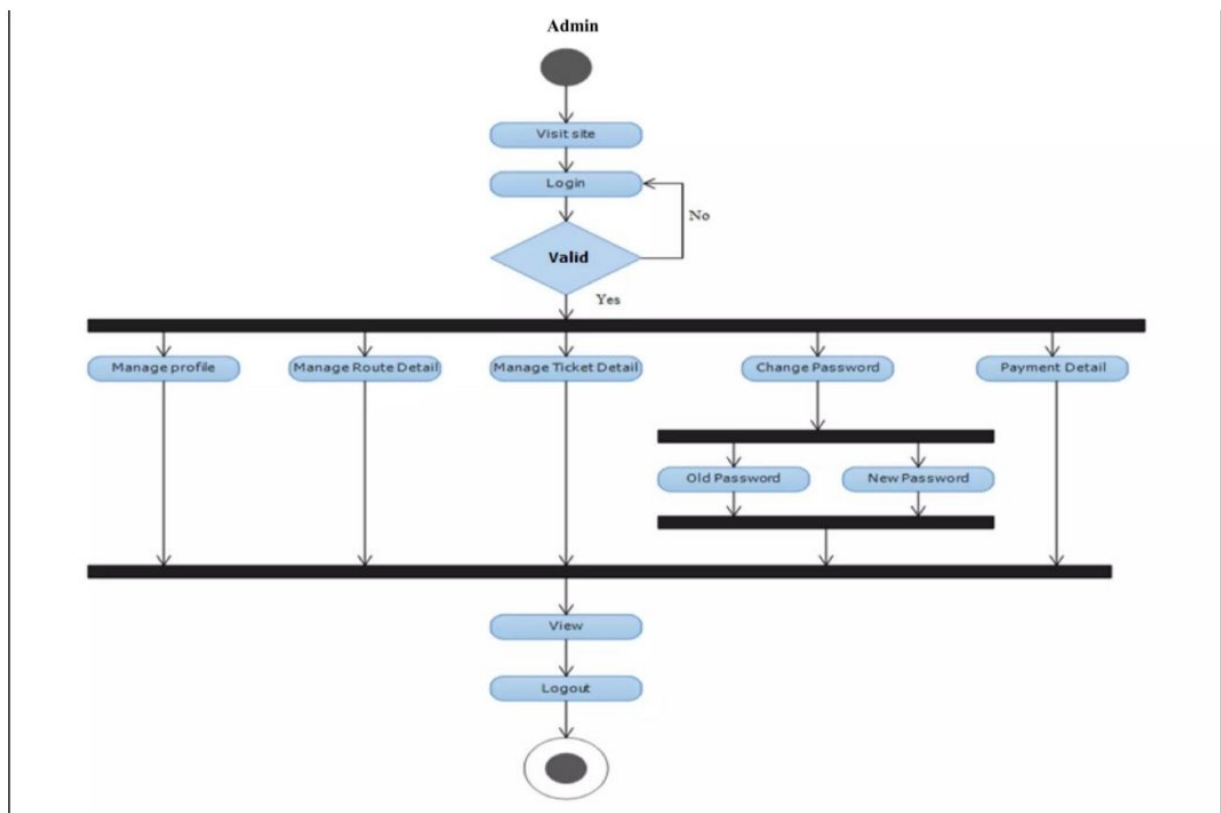 Admin
Visit site
Login
No
Valid
Yes
Manage profile
Manage Route Detail
Manage Ticket Detail
Change Password
Payment Detail
Old Password
New Password
View
Logout